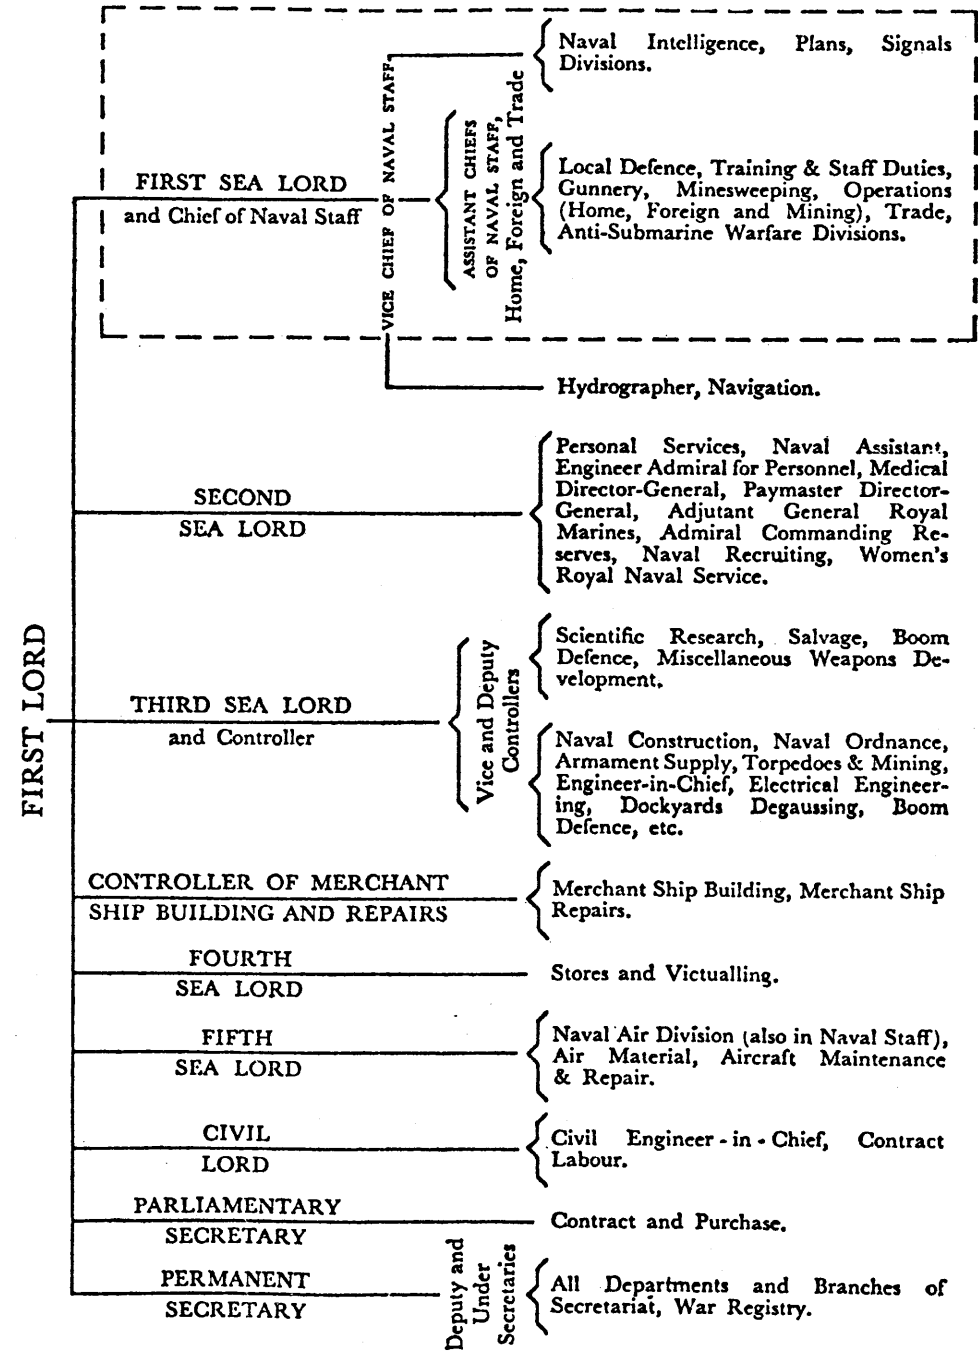 FIRST LORD
FIRST SEA LORD
and Chief of Naval Staff
VICE CHIEF OF NAVAL STAFF
Naval Intelligence, Plans, Signals
Divisions.
ASSISTANT CHIEFS
OF NAVAL STAFF,
Home, Foreign and Trade
Local Defence, Training & Staff Duties,
Gunnery, Minesweeping, Operations
(Home, Foreign and Mining), Trade,
Anti-Submarine Warfare Divisions.
Hydrographer, Navigation.
SECOND
SEA LORD
Personal Services, Naval Assistant,
Engineer Admiral for Personnel, Medical
Director-General, Paymaster Director-
General, Adjutant General Royal
Marines, Admiral Commanding Re-
serves, Naval Recruiting, Women's
Royal Naval Service.
THIRD SEA LORD
and Controller
Vice and Deputy
Controllers
Scientific Research, Salvage, Boom
Defence, Miscellaneous Weapons De-
velopment.
Naval Construction, Naval Ordnance,
Armament Supply, Torpedoes & Mining,
Engineer-in-Chief, Electrical Engineer-
ing, Dockyards Degaussing, Boom
Defence, etc.
CONTROLLER OF MERCHANT
SHIP BUILDING AND REPAIRS
Merchant Ship Building, Merchant Ship
Repairs.
FOURTH
SEA LORD
Stores and Victualling.
FIFTH
SEA LORD
Naval Air Division (also in Naval Staff),
Air Material, Aircraft Maintenance
& Repair.
CIVIL
LORD
Civil Engineer-in-Chief, Contract
Labour.
PARLIAMENTARY
SECRETARY
Contract and Purchase.
PERMANENT
SECRETARY
Deputy and
Under
Secretaries
All Departments and Branches of
Secretariat, War Registry.